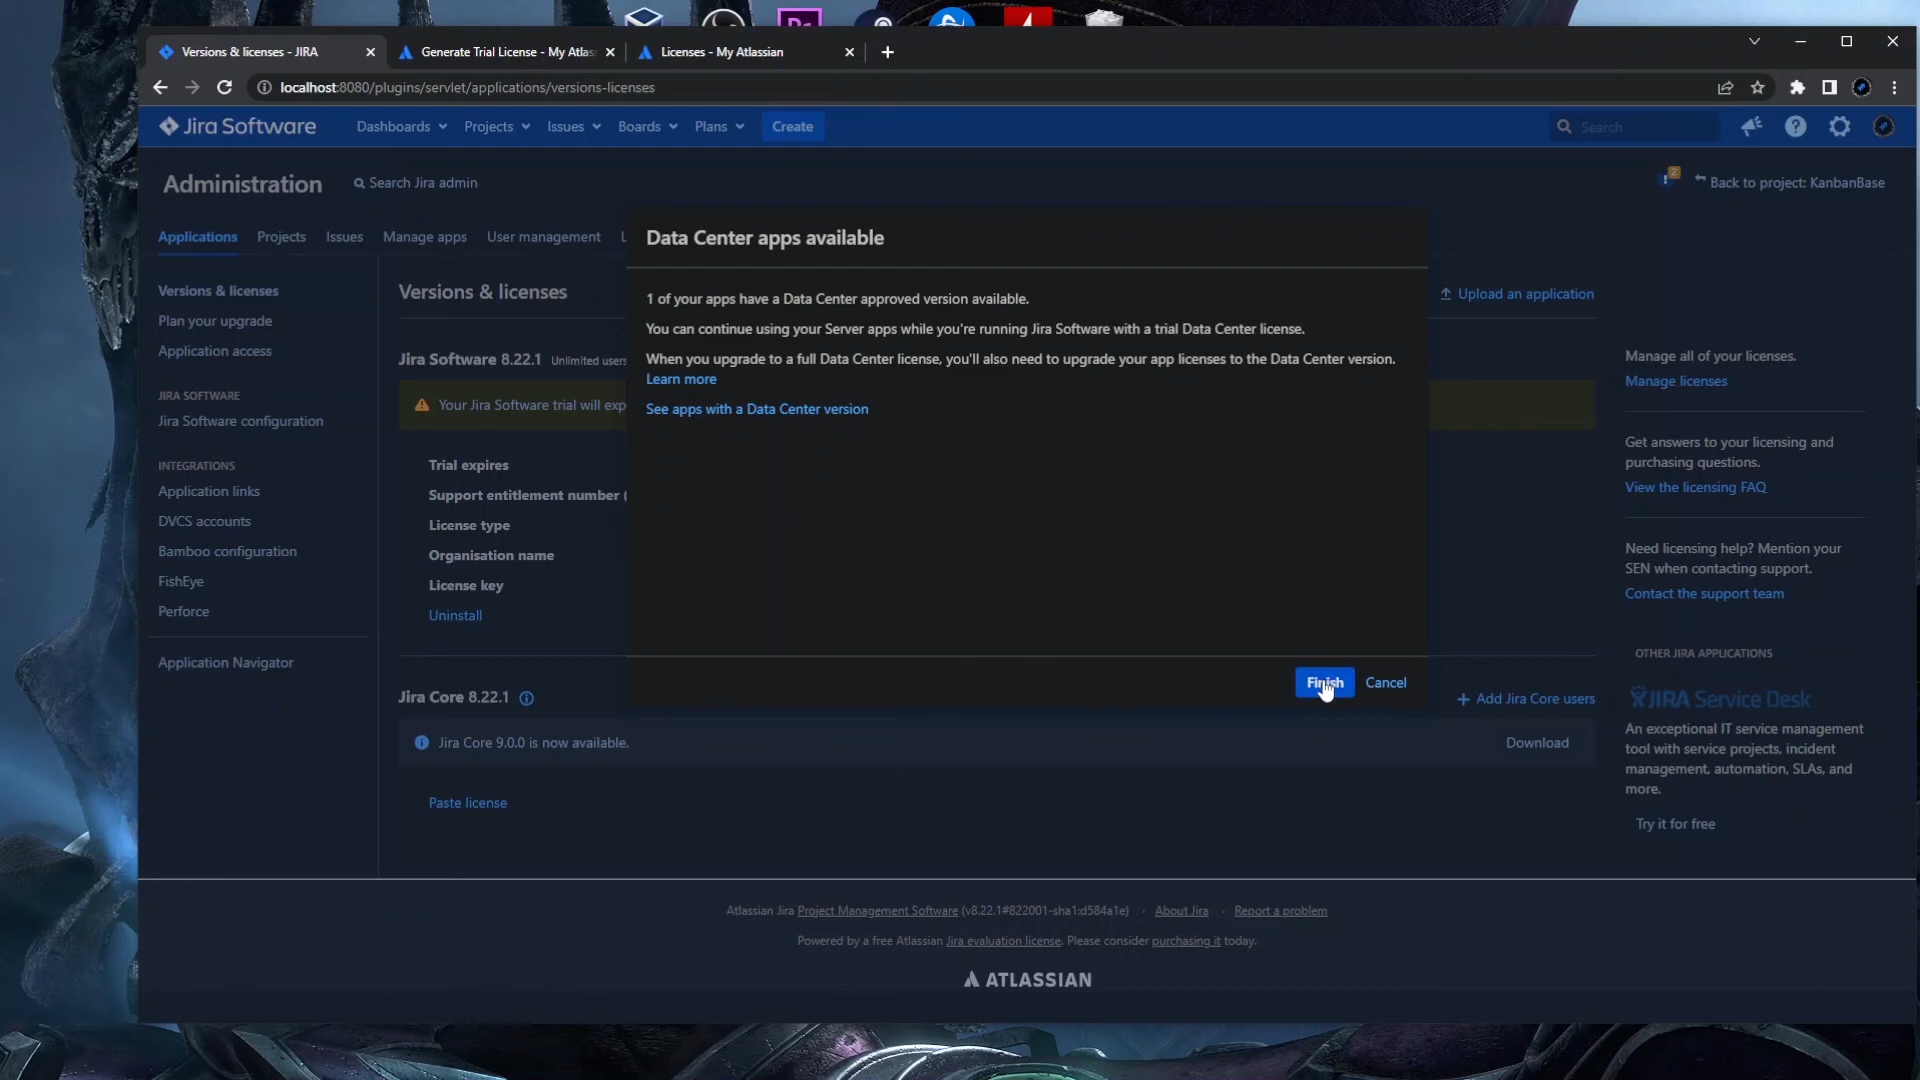 Pr
Versions & licenses - JIRA
Generate Trial License - My Atlas
Licenses - My Atlassian
localhost:8080/plugins/servlet/applications/versions-licenses
Jira Software
Dashboards
Projects
Issues
Boards
Plans
Create
Search
Administration
Search Jira admin
2
Back to project: KanbanBase
Applications
Projects
Issues
Manage apps
User management
L
Versions & licenses
Plan your upgrade
Application access
JIRA SOFTWARE
Jira Software configuration
INTEGRATIONS
Application links
DVCS accounts
Bamboo configuration
FishEye
Perforce
Application Navigator
Versions & licenses
Upload an application
Jira Software 8.22.1 Unlimited users
Your Jira Software trial will exp
Trial expires
Support entitlement number (
License type
Organisation name
License key
Uninstall
Data Center apps available
1 of your apps have a Data Center approved version available.
You can continue using your Server apps while you're running Jira Software with a trial Data Center license.
When you upgrade to a full Data Center license, you'll also need to upgrade your app licenses to the Data Center version.
Learn more
See apps with a Data Center version
Finish
Cancel
Jira Core 8.22.1
+ Add Jira Core users
Jira Core 9.0.0 is now available.
Download
Paste license
Manage all of your licenses.
Manage licenses
Get answers to your licensing and
purchasing questions.
View the licensing FAQ
Need licensing help? Mention your
SEN when contacting support.
Contact the support team
OTHER JIRA APPLICATIONS
JIRA Service Desk
An exceptional IT service management
tool with service projects, incident
management, automation, SLAs, and
more.
Try it for free
Atlassian Jira Project Management Software (v8.22.1#822001-sha1:d584a1e) · About Jira · Report a problem
Powered by a free Atlassian Jira evaluation license. Please consider purchasing it today.
ATLASSIAN